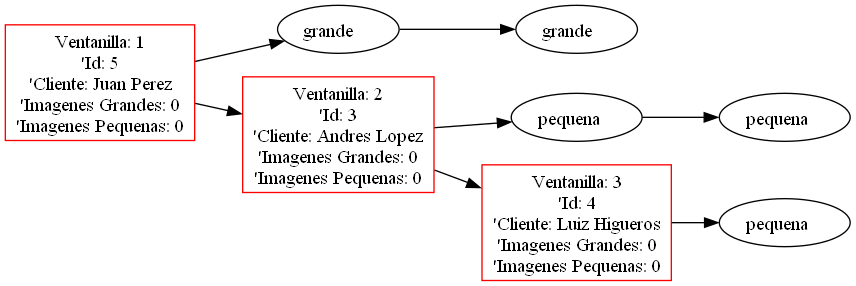 Ventanilla: 1
'Id: 5
'Cliente: Juan Perez
'Imagenes Grandes: 0
'Imagenes Pequenas: 0
grande
grande
Ventanilla: 2
'Id: 3
'Cliente: Andres Lopez
'Imagenes Grandes: 0
'Imagenes Pequenas: 0
pequena
pequena
Ventanilla: 3
'Id: 4
'Cliente: Luiz Higueros
'Imagenes Grandes: 0
'Imagenes Pequenas: 0
pequena